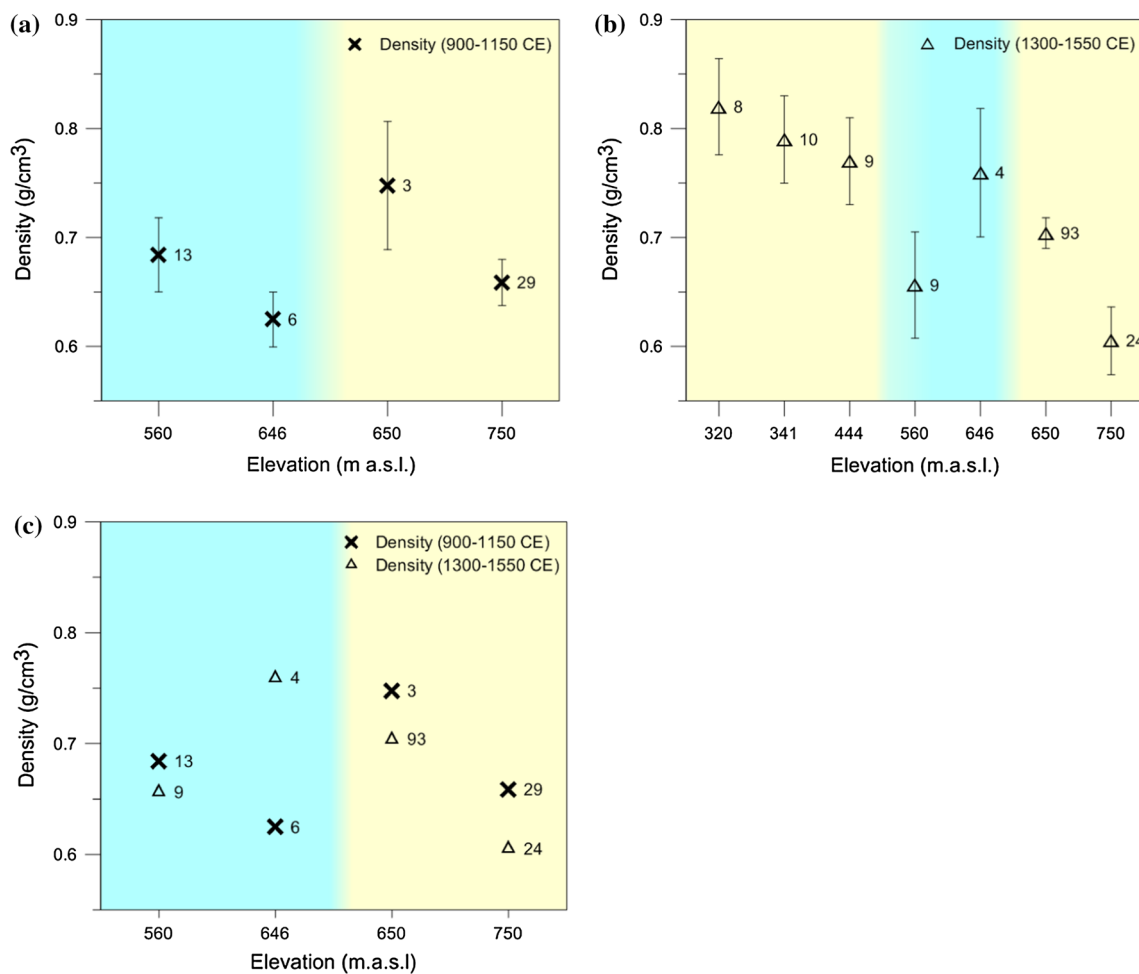 (a)
Density (900-1150 CE)
0.9
0.8
0.7
0.6
Density (g/cm³)
13
6
3
29
560 646 650 750
Elevation (m a.s.l.)
(b)
Density (1300-1550 CE)
0.9
0.8
0.7
0.6
Density (g/cm³)
8
10
9
9
4
93
24
320 341 444 560 646 650 750
Elevation (m.a.s.l.)
(c)
Density (900-1150 CE)
Density (1300-1550 CE)
0.9
0.8
0.7
0.6
Density (g/cm³)
13
9
4
6
3
93
29
24
560 646 650 750
Elevation (m.a.s.l)